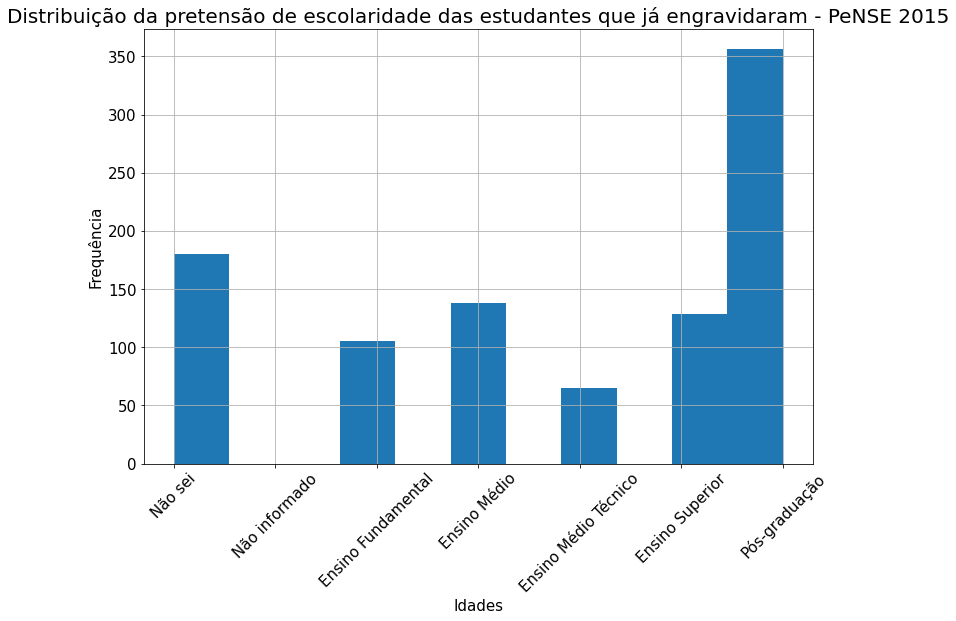 Distribuição da pretensão de escolaridade das estudantes que já engravidaram - PeNSE 2015
350
300
250
200
150
100
50
0
Frequência
Não sei
Não informado
Ensino Fundamental
Ensino Médio
Ensino Médio Técnico
Ensino Superior
Pós-graduação
Idades